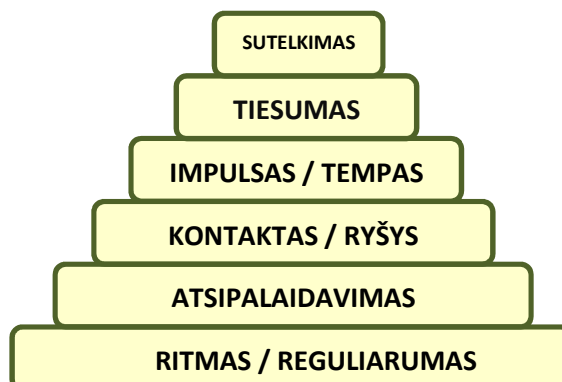 SUTELKIMAS
TIESUMAS
IMPULSAS / TEMPAS
KONTAKTAS / RYŠYS
ATSIPALAIDAVIMAS
RITMAS / REGULIARUMAS